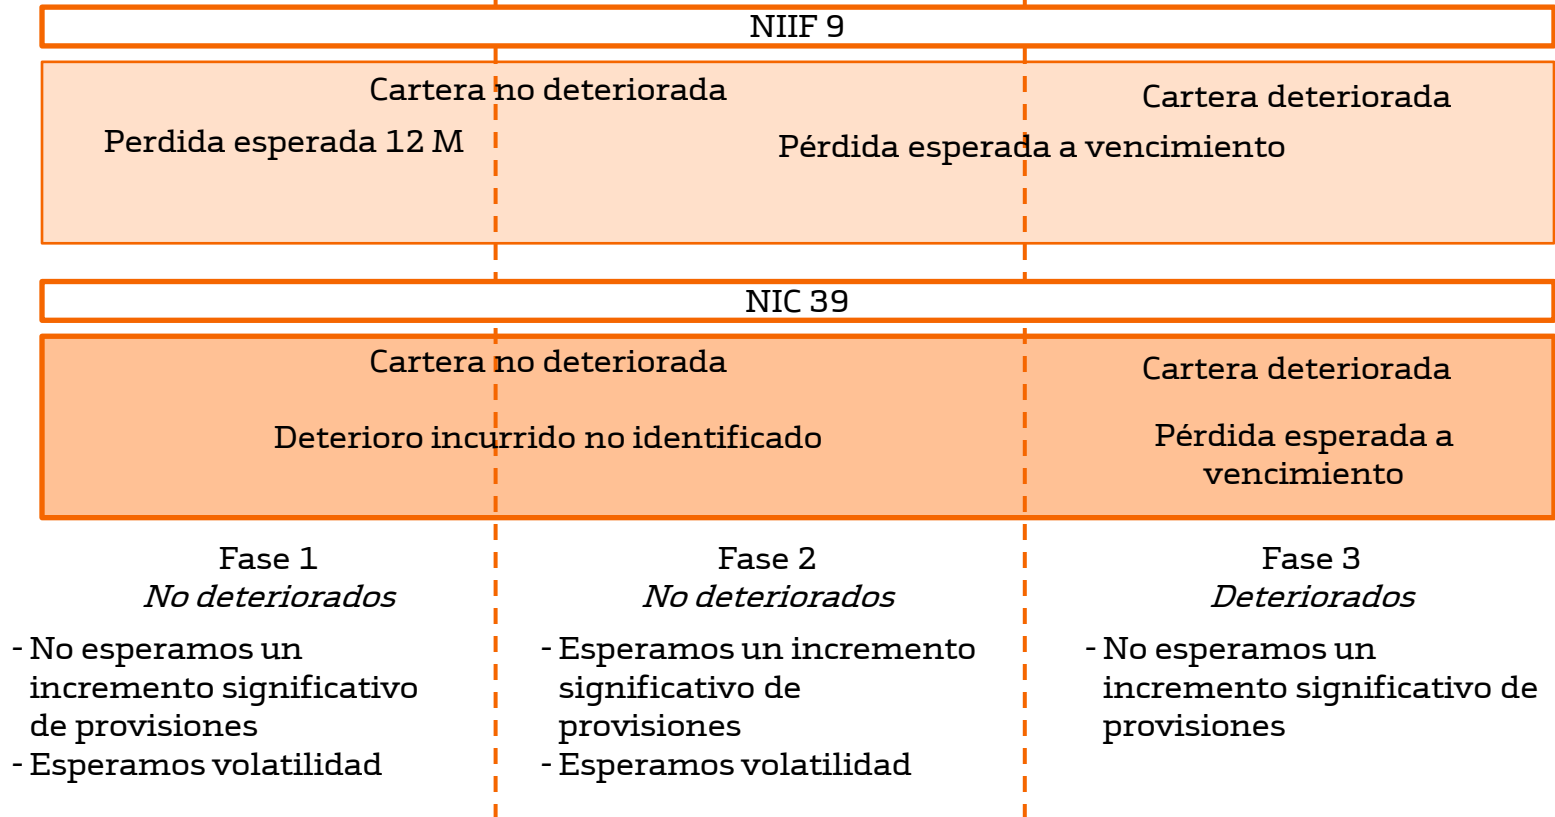 NIIF 9
Cartera no deteriorada
Cartera deteriorada
Perdida esperada 12 M
Pérdida esperada a vencimiento
NIC 39
Cartera no deteriorada
Cartera deteriorada
Deterioro incurrido no identificado
Pérdida esperada a
vencimiento
Fase 1
No deteriorados
- No esperamos un
incremento significativo
de provisiones
- Esperamos volatilidad
Fase 2
No deteriorados
- Esperamos un incremento
significativo de
provisiones
- Esperamos volatilidad
Fase 3
Deteriorados
- No esperamos un
incremento significativo de
provisiones